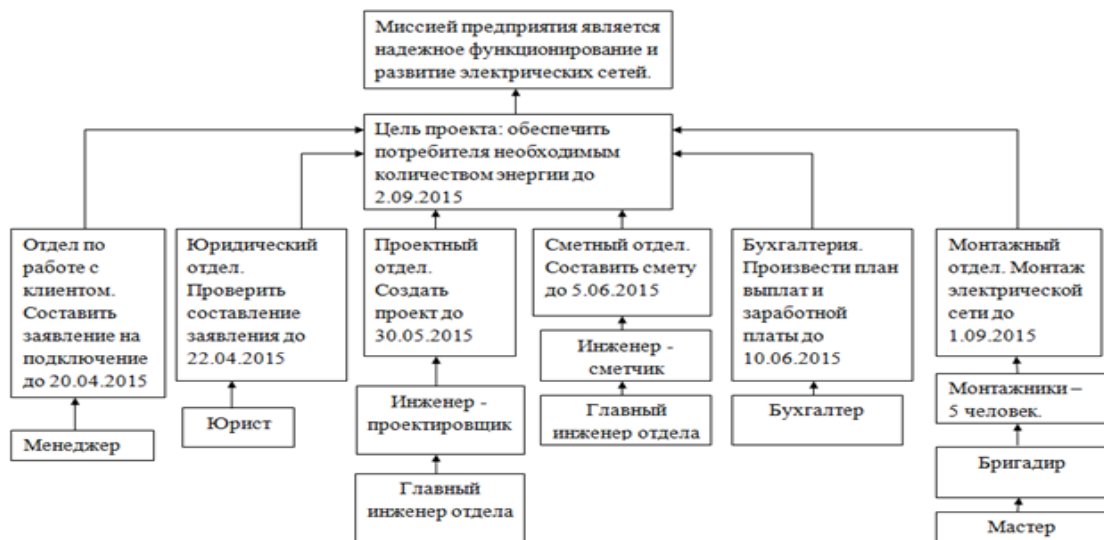 Миссией предприятия является
надежное функционирование и
развитие электрических сетей.
Цель проекта: обеспечить
потребителя необходимым
количеством энергии до
2.09.2015
Отдел по
работе с
клиентом.
Составить
заявление на
подключение
до 20.04.2015
Юридический
отдел.
Проверить
составление
заявления до
22.04.2015
Проектный
отдел.
Создать
проект до
30.05.2015
Сметный отдел.
Составить смету
до 5.06.2015
Бухгалтерия.
Произвести план
выплат и
заработной
платы до
10.06.2015
Монтажный
отдел. Монтаж
электрической
сети до
1.09.2015
Менеджер
Юрист
Инженер -
проектировщик
Главный
инженер отдела
Инженер -
сметчик
Главный
инженер отдела
Бухгалтер
Монтажники –
5 человек.
Бригадир
Мастер